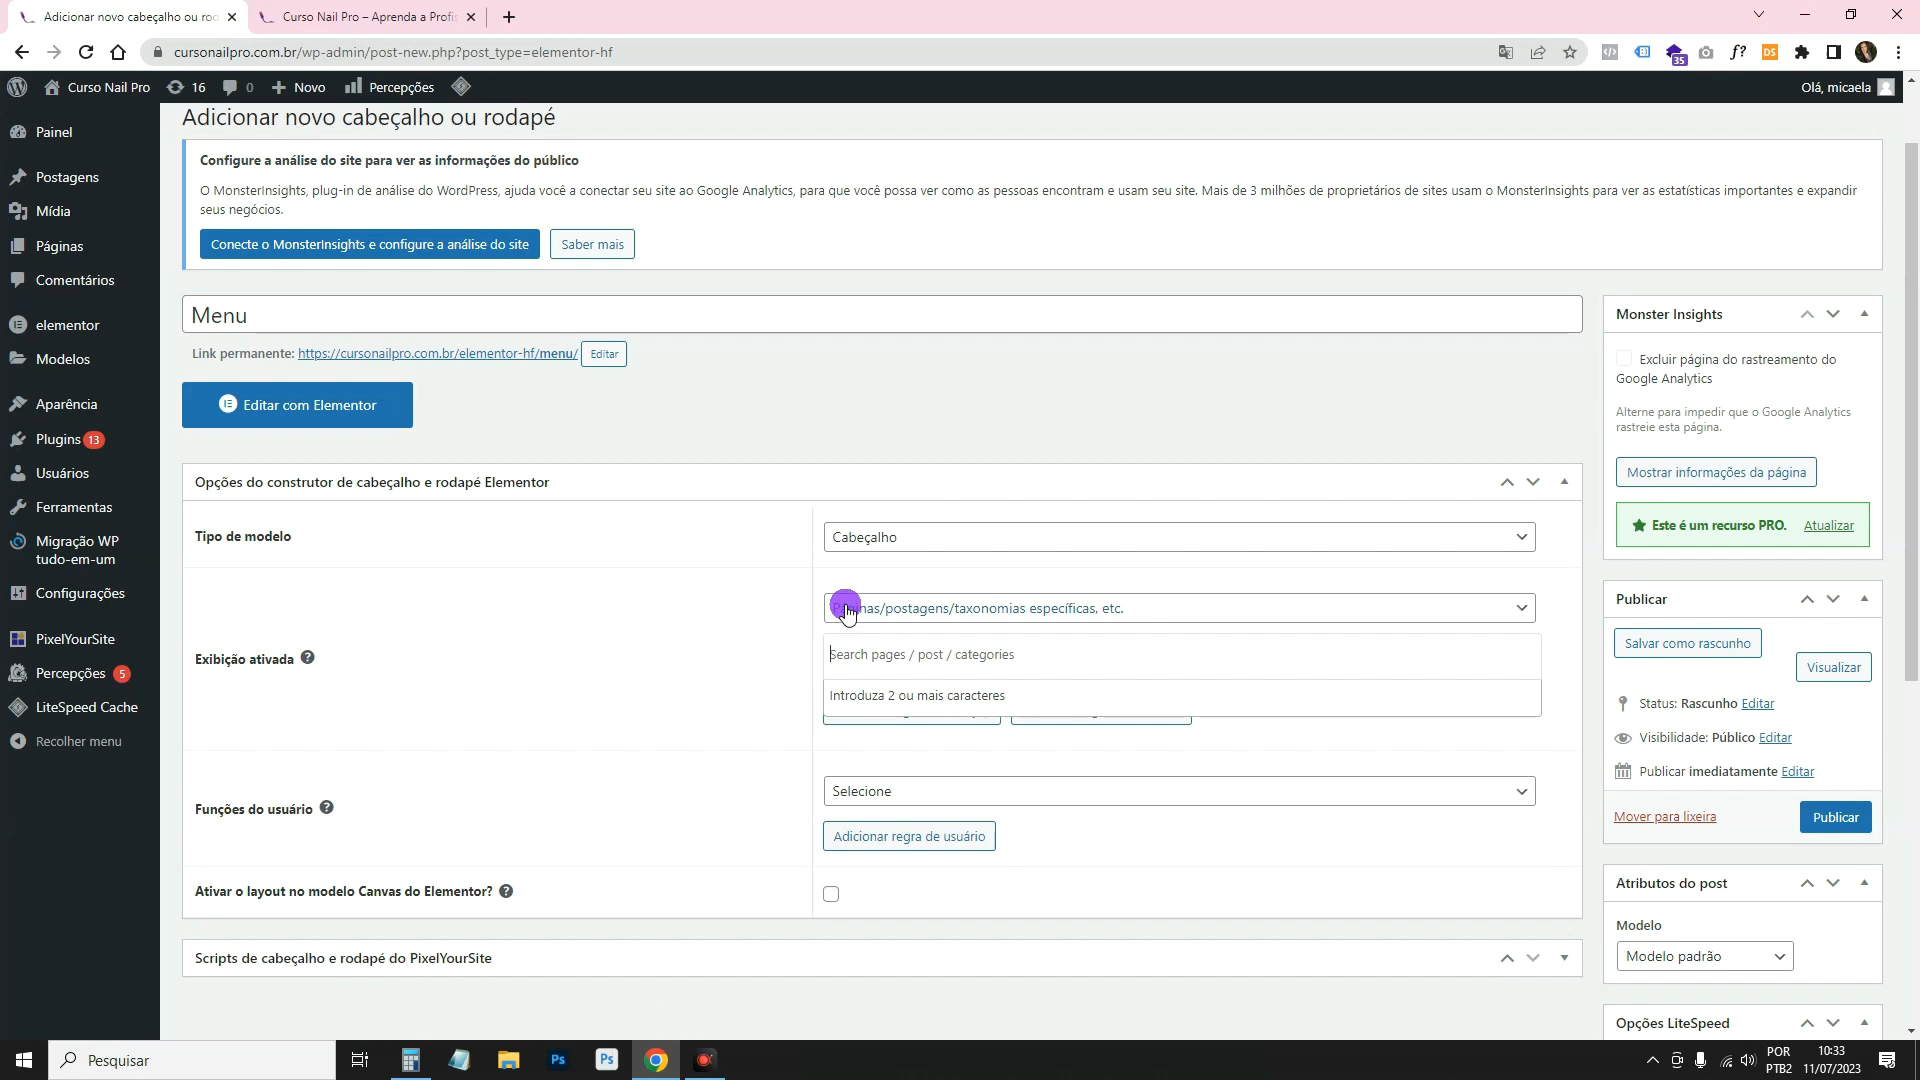 Adicionar novo cabeçalho ou roc
Curso Nail Pro – Aprenda a Profis
cursonailpro.com.br/wp-admin/post-new.php?post_type=elementor-hf
35
f?
DS
Curso Nail Pro
16
0
Novo
Percepções
Olá, micaela
Painel
Postagens
Mídia
Páginas
Comentários
elementor
Modelos
Aparência
Plugins 13
Usuários
Ferramentas
Migração WP
tudo-em-um
Configurações
PixelYourSite
Percepções 5
LiteSpeed Cache
Recolher menu
Adicionar novo cabeçalho ou rodapé
Configure a análise do site para ver as informações do público
O MonsterInsights, plug-in de análise do WordPress, ajuda você a conectar seu site ao Google Analytics, para que você possa ver como as pessoas encontram e usam seu site. Mais de 3 milhões de proprietários de sites usam o MonsterInsights para ver as estatísticas importantes e expandir
seus negócios.
Conecte o MonsterInsights e configure a análise do site
Saber mais
Menu
Link permanente: https://cursonailpro.com.br/elementor-hf/menu/ Editar
Editar com Elementor
Opções do construtor de cabeçalho e rodapé Elementor
Tipo de modelo
Cabeçalho
Exibição ativada
Páginas/postagens/taxonomias específicas, etc.
Search pages / post / categories
Introduza 2 ou mais caracteres
Funções do usuário
Selecione
Adicionar regra de usuário
Ativar o layout no modelo Canvas do Elementor?
Scripts de cabeçalho e rodapé do PixelYourSite
Monster Insights
Excluir página do rastreamento do
Google Analytics
Alterne para impedir que o Google Analytics
rastreie esta página.
Mostrar informações da página
Este é um recurso PRO. Atualizar
Publicar
Salvar como rascunho
Visualizar
Status: Rascunho Editar
Visibilidade: Público Editar
Publicar imediatamente Editar
Mover para lixeira
Publicar
Atributos do post
Modelo
Modelo padrão
Opções LiteSpeed
Pesquisar
Ps
Ps
POR
PTB2
10:33
11/07/2023